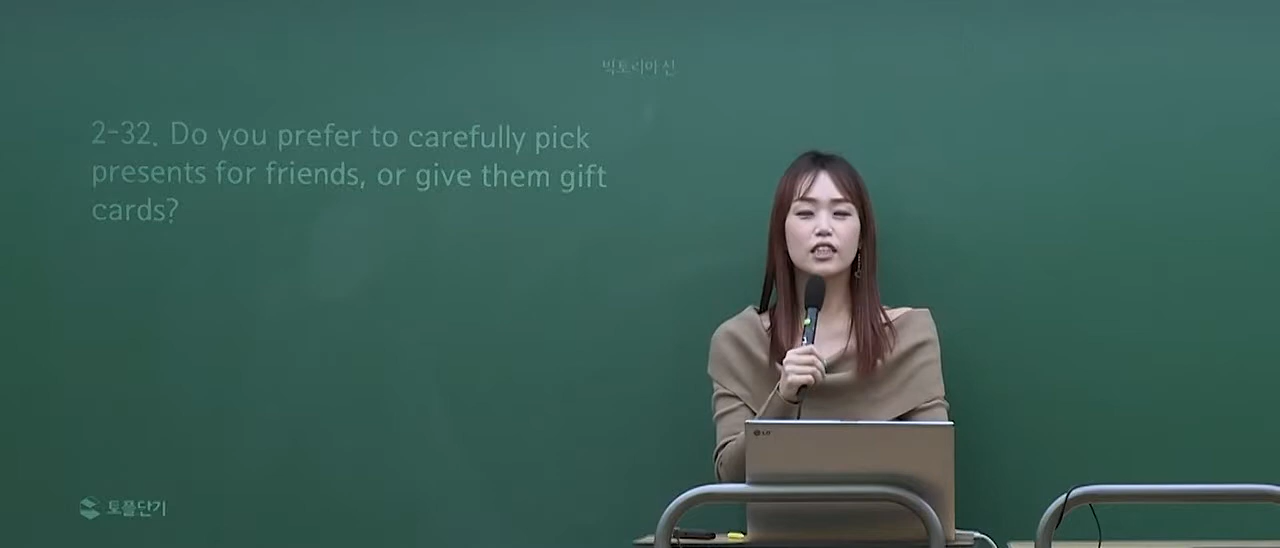 빅토리아 신
2-32. Do you prefer to carefully pick
presents for friends, or give them gift
cards?
LG
토플단기